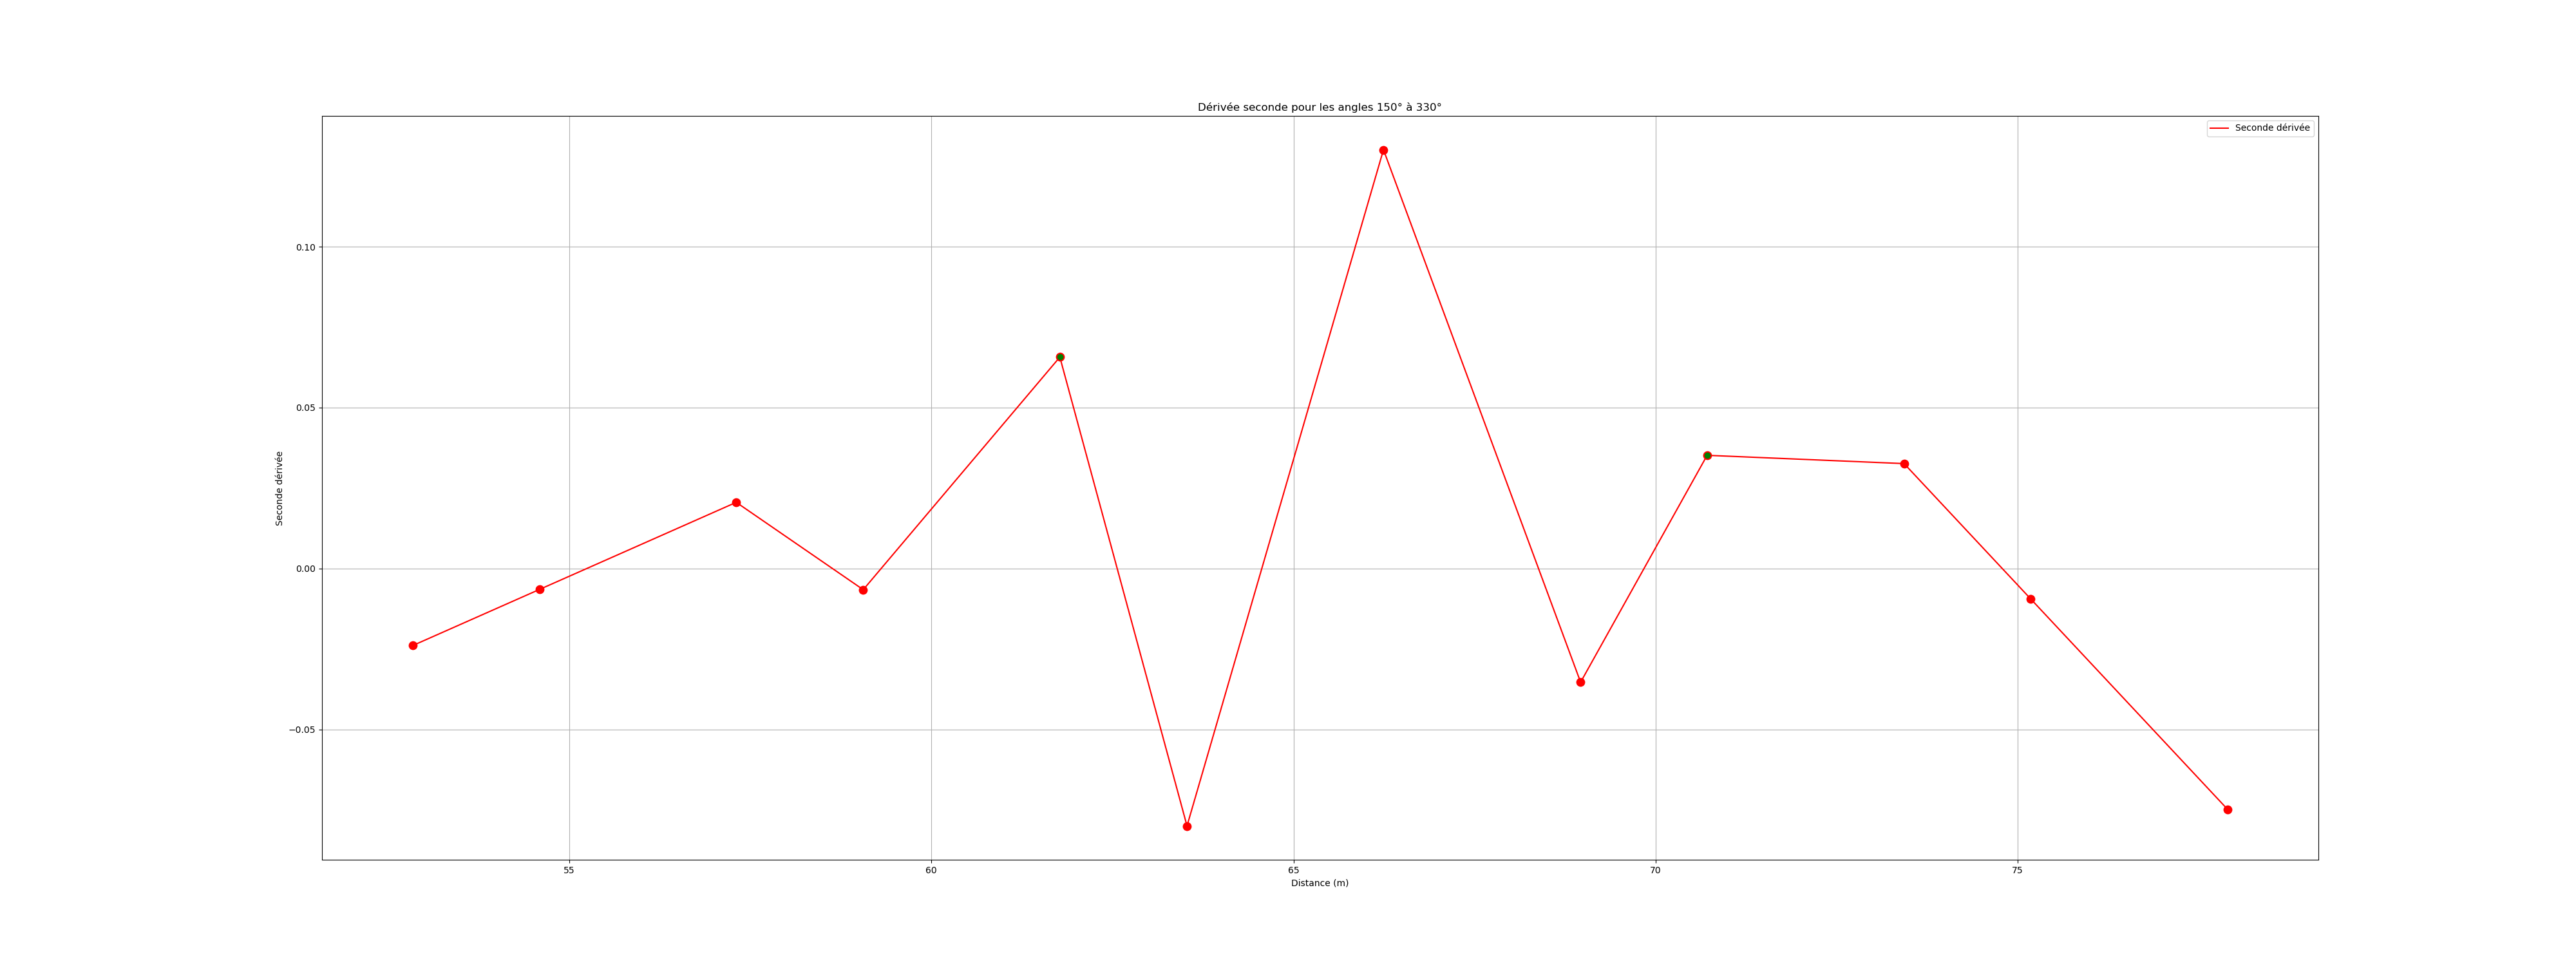 Dérivée seconde pour les angles 150° à 330°
Seconde dérivée
0.10
0.05
0.00
−0.05
Seconde dérivée
55
60
65
70
75
Distance (m)